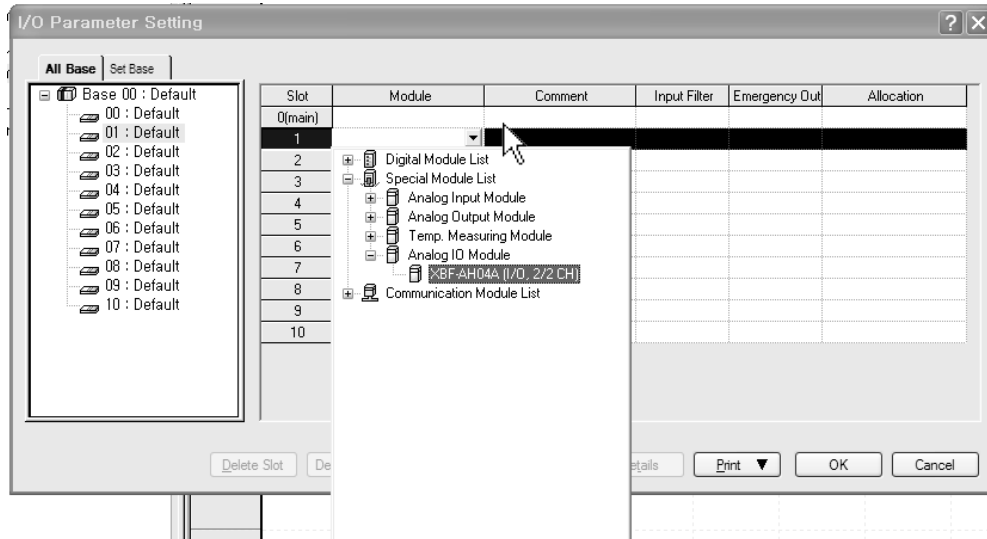 I/O Parameter Setting
All Base
Set Base
Base 00 : Default
00 : Default
01 : Default
02 : Default
03 : Default
04 : Default
05 : Default
06 : Default
07 : Default
08 : Default
09 : Default
10 : Default
Slot Module Comment Input Filter Emergency Out Allocation
0(main)
1
2
3
4
5
6
7
8
9
10
Digital Module List
Special Module List
Analog Input Module
Analog Output Module
Temp. Measuring Module
Analog IO Module
XBF-AH04A (I/O, 2/2 CH)
Communication Module List
Delete Slot De etails Print ▼ OK Cancel